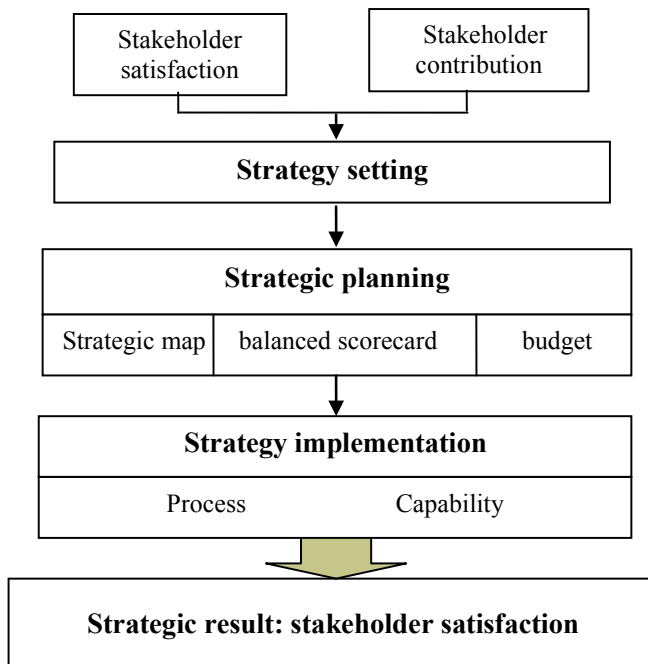 Stakeholder
satisfaction
Stakeholder
contribution
Strategy setting
Strategic planning
Strategic map balanced scorecard budget
Strategy implementation
Process Capability
Strategic result: stakeholder satisfaction